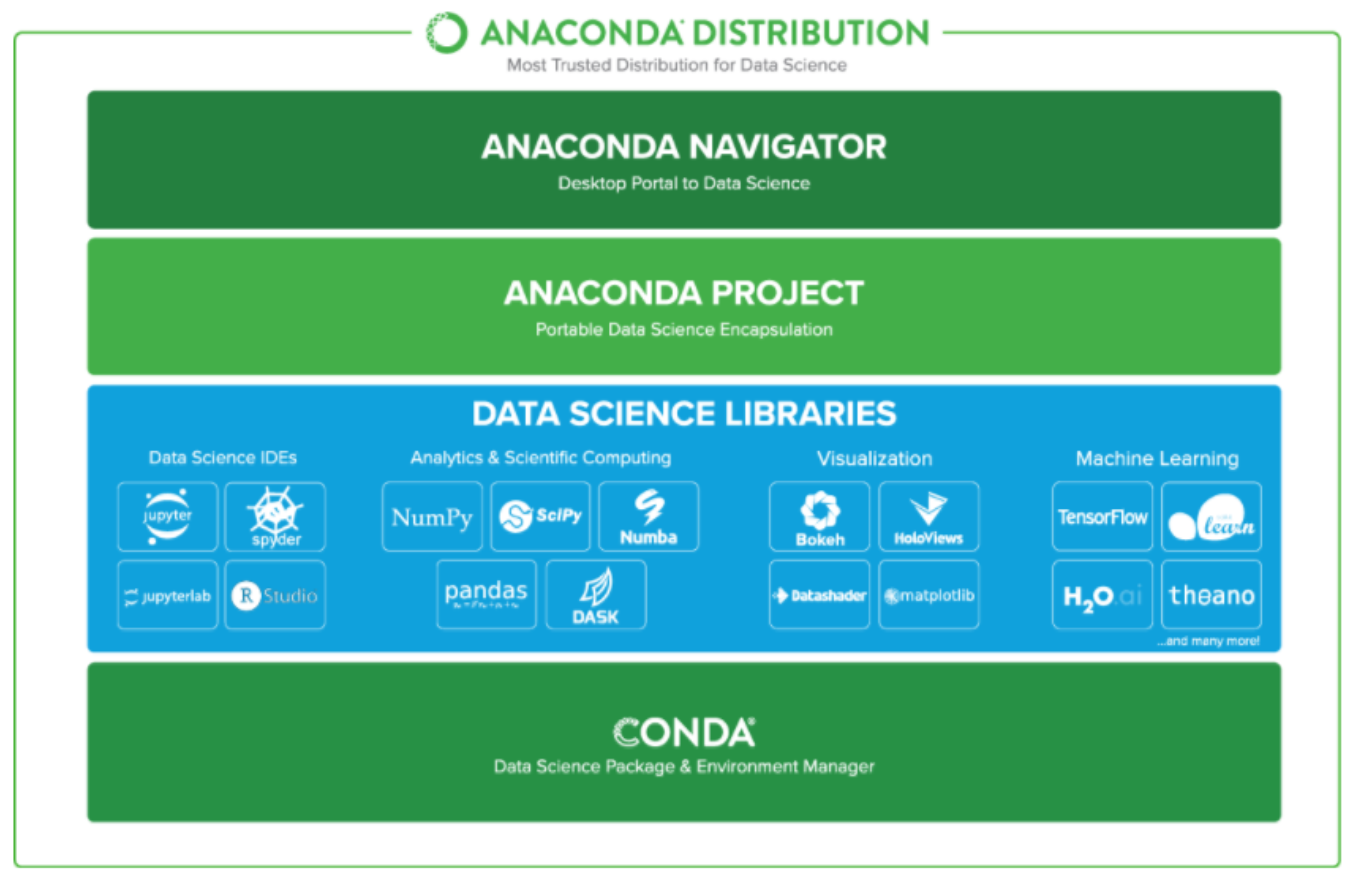 ANACONDA® DISTRIBUTION
Most Trusted Distribution for Data Science
ANACONDA NAVIGATOR
Desktop Portal to Data Science
ANACONDA PROJECT
Portable Data Science Encapsulation
DATA SCIENCE LIBRARIES
Data Science IDEs
jupyter
spyder
jupyterlab
R Studio
Analytics & Scientific Computing
NumPy
SciPy
Numba
pandas
DASK
Visualization
Bokeh
HoloViews
Datashader
matplotlib
Machine Learning
TensorFlow
learn
H₂O.ai
theano
...and many more!
CONDA®
Data Science Package & Environment Manager